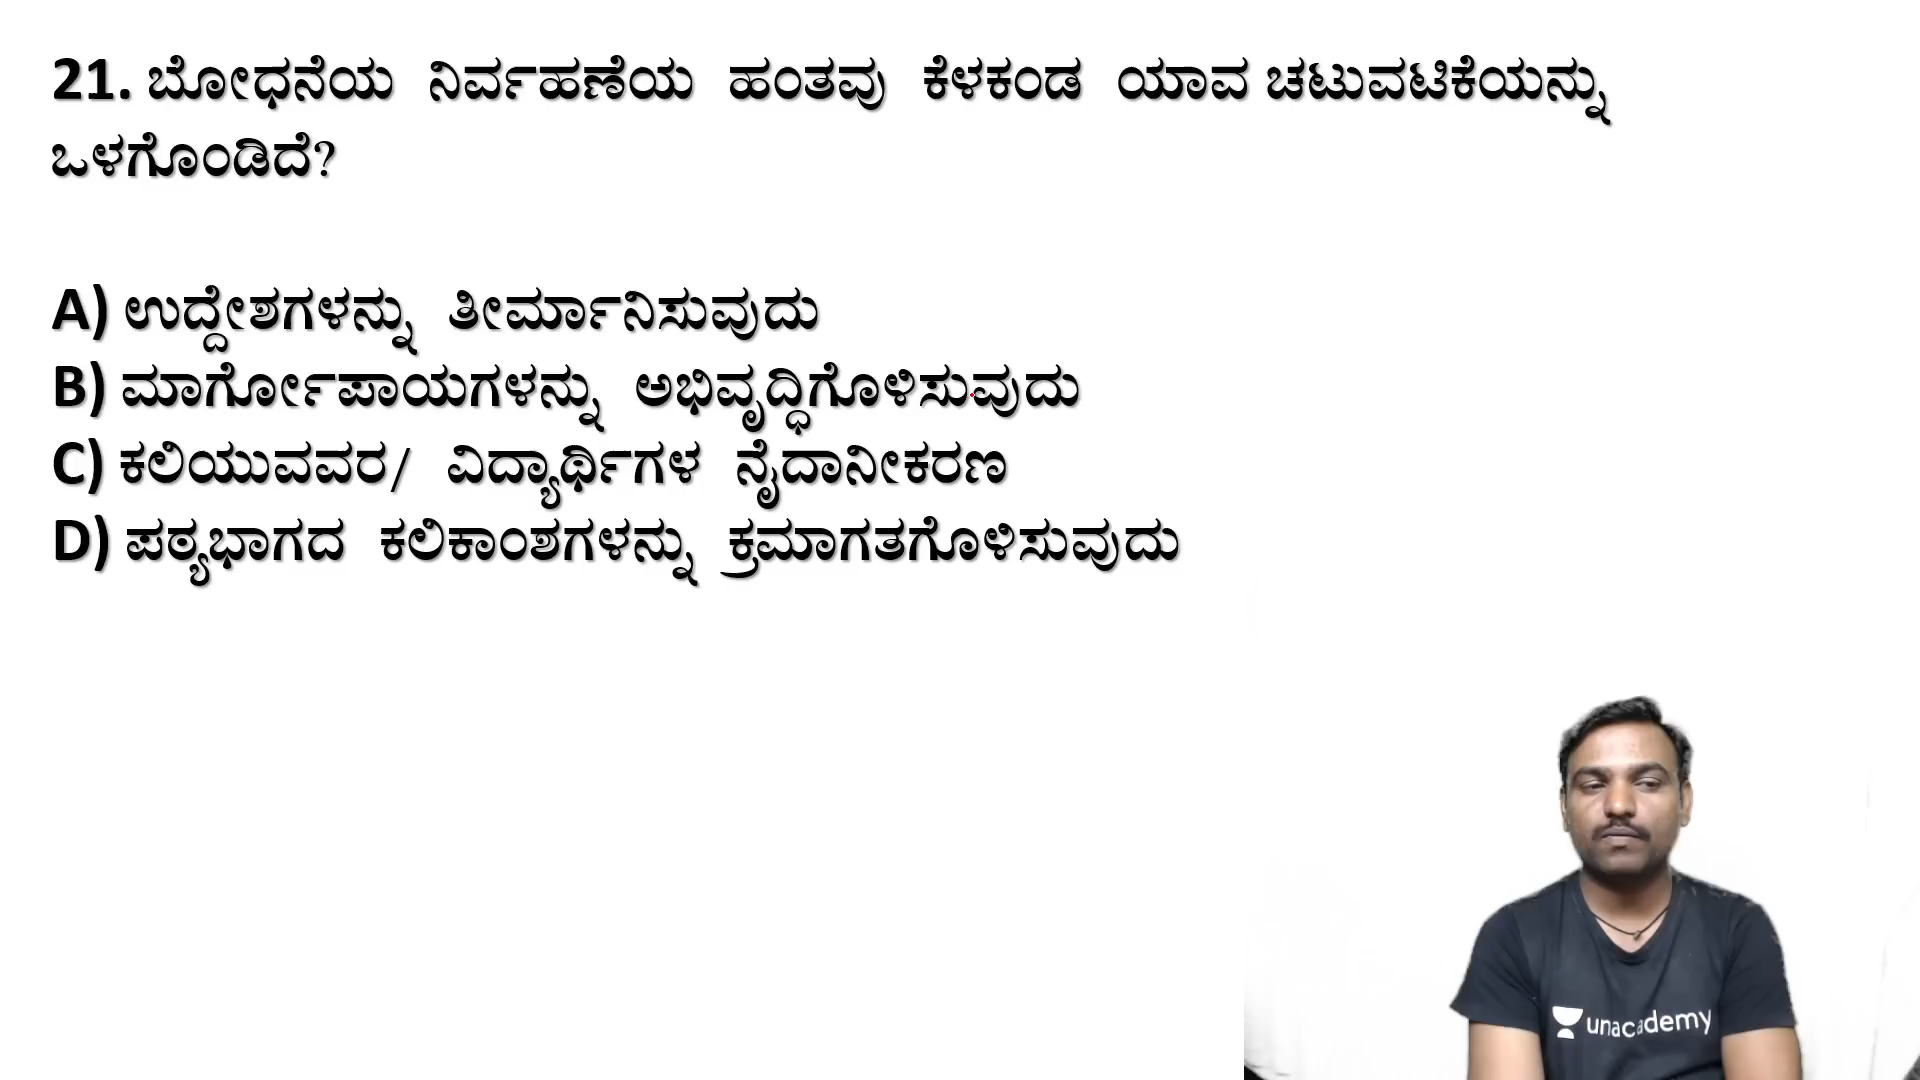 21. ಬೋಧನೆಯ ನಿರ್ವಹಣೆಯ ಹಂತವು ಕೆಳಕಂಡ ಯಾವ ಚಟುವಟಿಕೆಯನ್ನು
ಒಳಗೊಂಡಿದೆ?
A) ಉದ್ದೇಶಗಳನ್ನು ತೀರ್ಮಾನಿಸುವುದು
B) ಮಾರ್ಗೋಪಾಯಗಳನ್ನು ಅಭಿವೃದ್ಧಿಗೊಳಿಸುವುದು
C) ಕಲಿಯುವವರ/ ವಿದ್ಯಾರ್ಥಿಗಳ ನೈದಾನೀಕರಣ
D) ಪಠ್ಯಭಾಗದ ಕಲಿಕಾಂಶಗಳನ್ನು ಕ್ರಮಾಗತಗೊಳಿಸುವುದು
unacademy